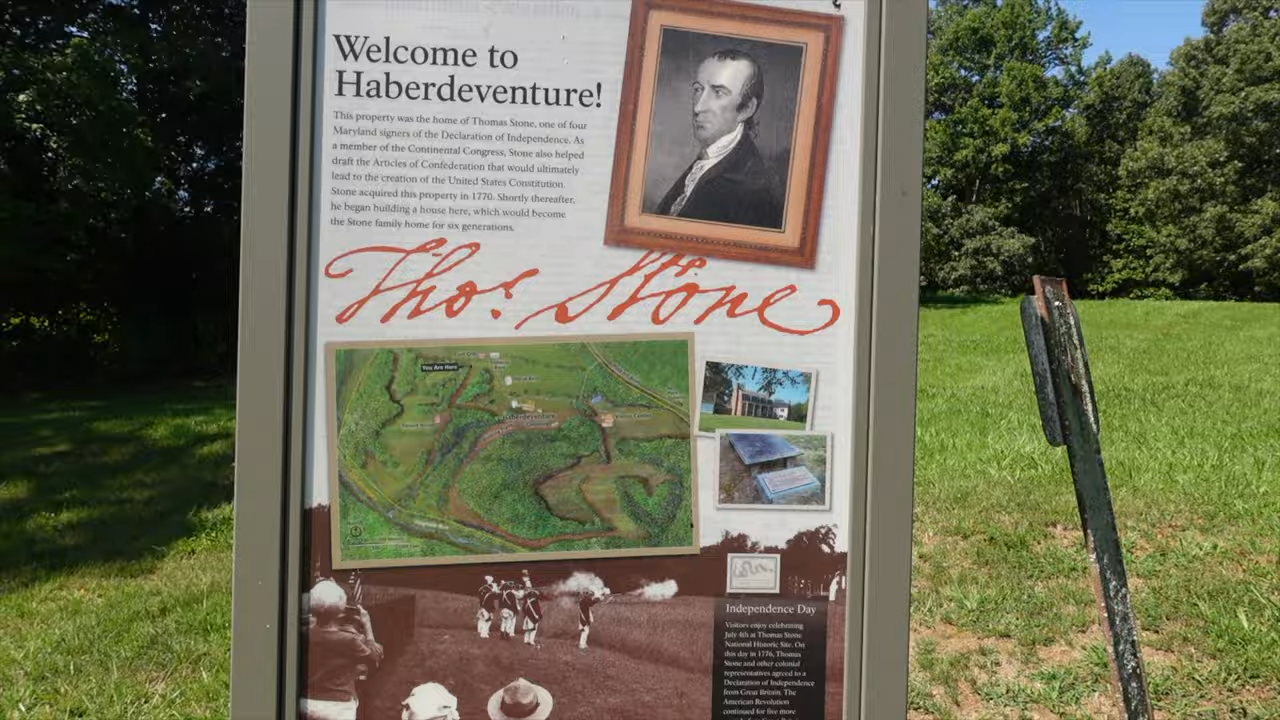 Welcome to
Haberdeventure!
This property was the home of Thomas Stone, one of four
Maryland signers of the Declaration of Independence. As
a member of the Continental Congress, Stone also helped
draft the Articles of Confederation that would ultimately
lead to the creation of the United States Constitution.
Stone acquired this property in 1770. Shortly thereafter,
he began building a house here, which would become
the Stone family home for six generations.
Thos. Stone
You Are Here
Horse Barn
Haberdeventure
Visitor Center
Independence Day
Visitors enjoy celebrating
July 4th at Thomas Stone
National Historic Site. On
this day in 1776, Thomas
Stone and other colonial
representatives agreed to a
Declaration of Independence
from Great Britain. The
American Revolution
continued for five more